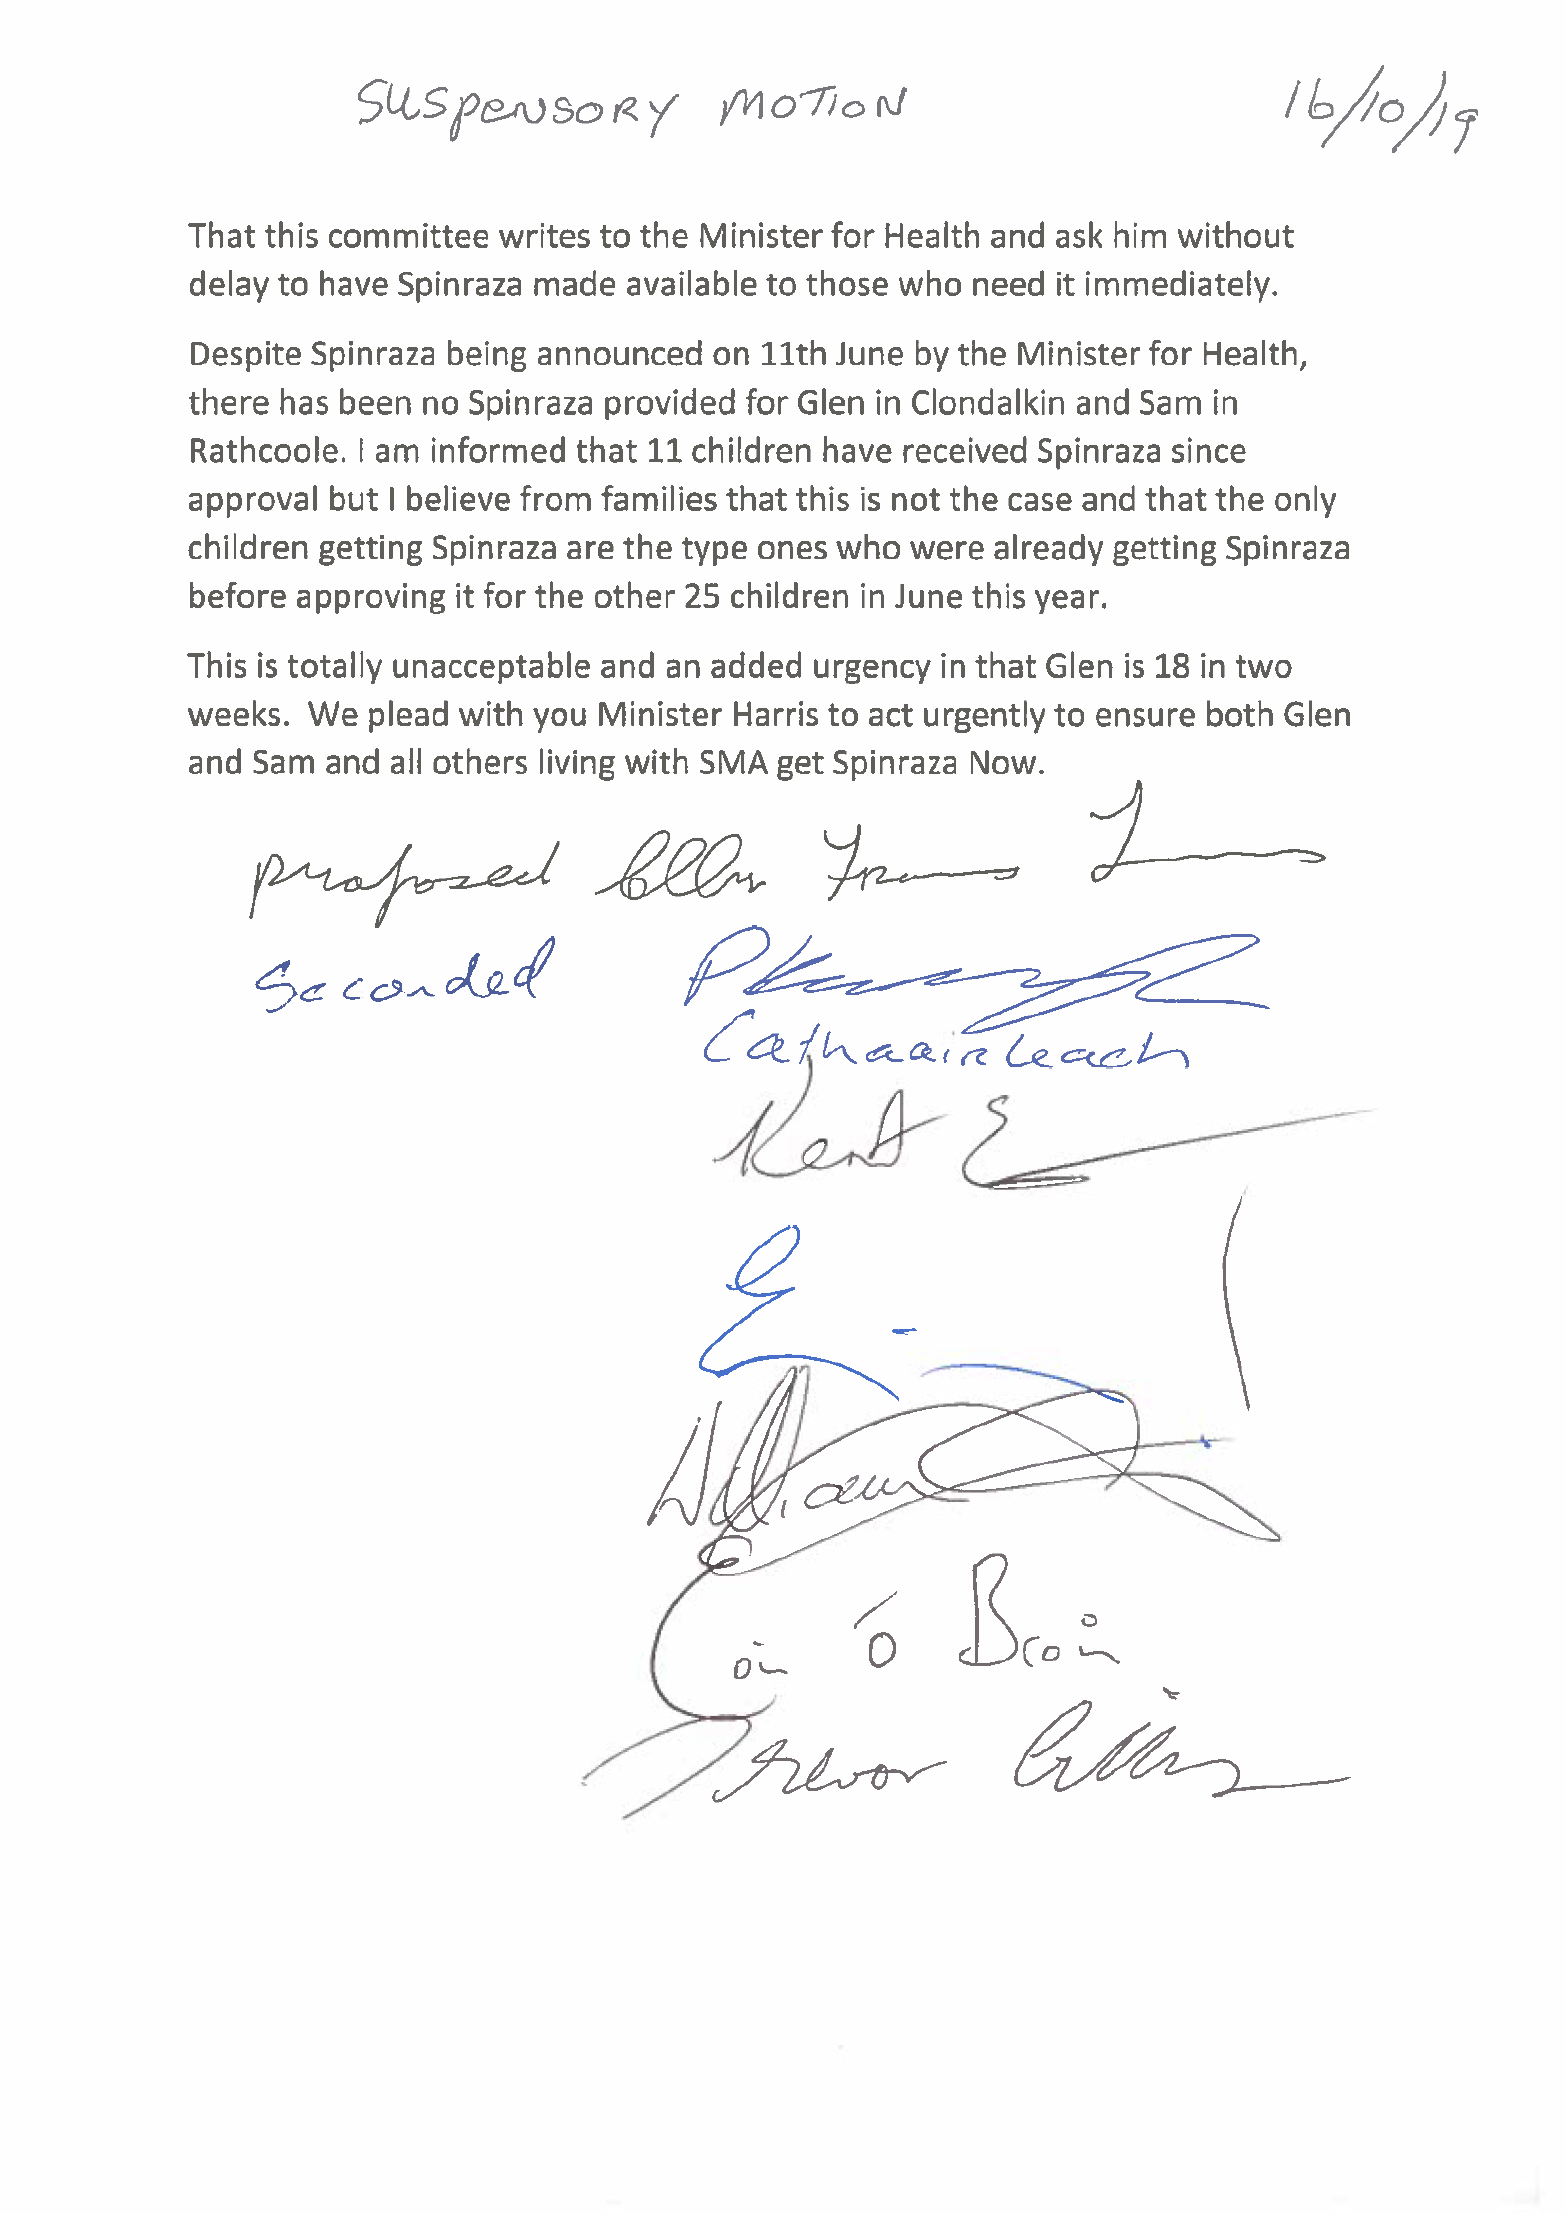 SUSPENSORY MOTION 16/10/19
That this committee writes to the Minister for Health and ask him without
delay to have Spinraza made available to those who need it immediately.
Despite Spinraza being announced on 11th June by the Minister for Health,
there has been no Spinraza provided for Glen in Clondalkin and Sam in
Rathcoole. I am informed that 11 children have received Spinraza since
approval but I believe from families that this is not the case and that the only
children getting Spinraza are the type ones who were already getting Spinraza
before approving it for the other 25 children in June this year.
This is totally unacceptable and an added urgency in that Glen is 18 in two
weeks. We plead with you Minister Harris to act urgently to ensure both Glen
and Sam and all others living with SMA get Spinraza Now.
proposed Cllr
Seconded
Cathaoirleach
William
Eoin Ó Broin
Trevor